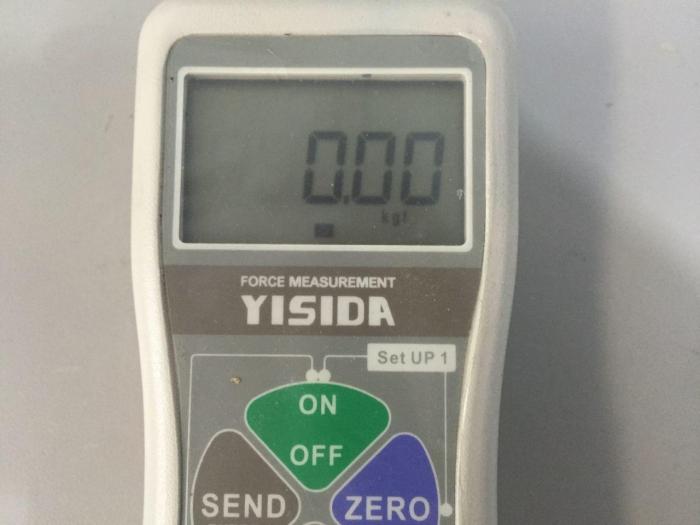 0.00
kgf
FORCE MEASUREMENT
YISIDA
Set UP 1
ON
OFF
SEND
ZERO